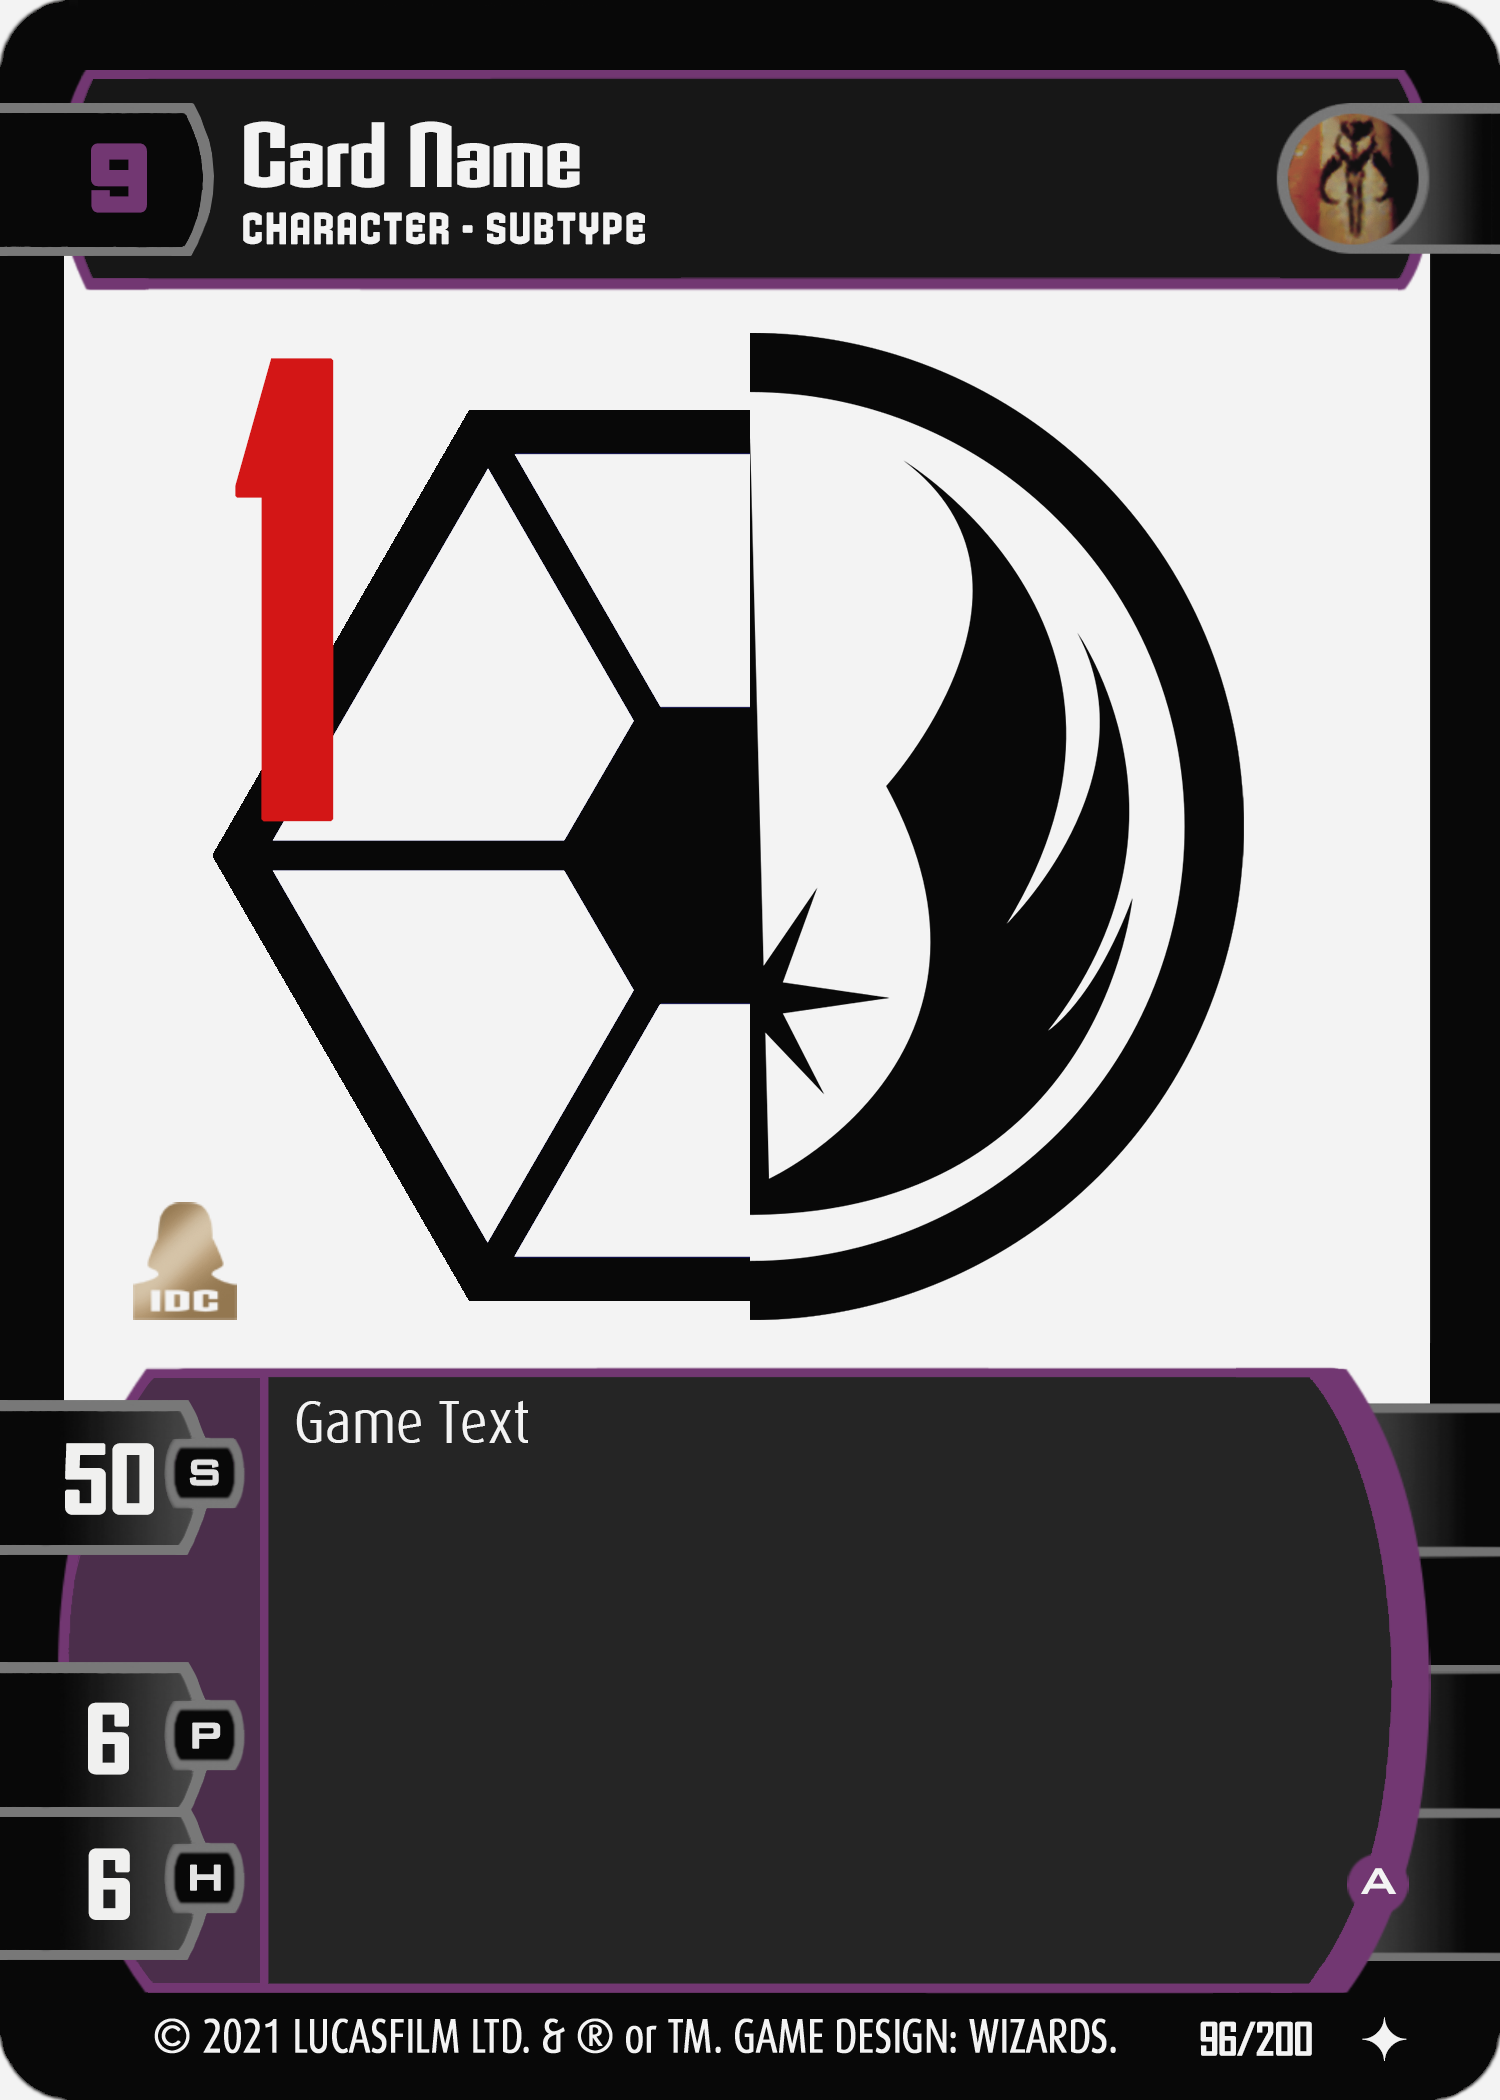 9
Card Name
CHARACTER - SUBTYPE
1
IDC
50 S
Game Text
6 P
6 H
A
© 2021 LUCASFILM LTD. & ® or TM. GAME DESIGN: WIZARDS.
96/200